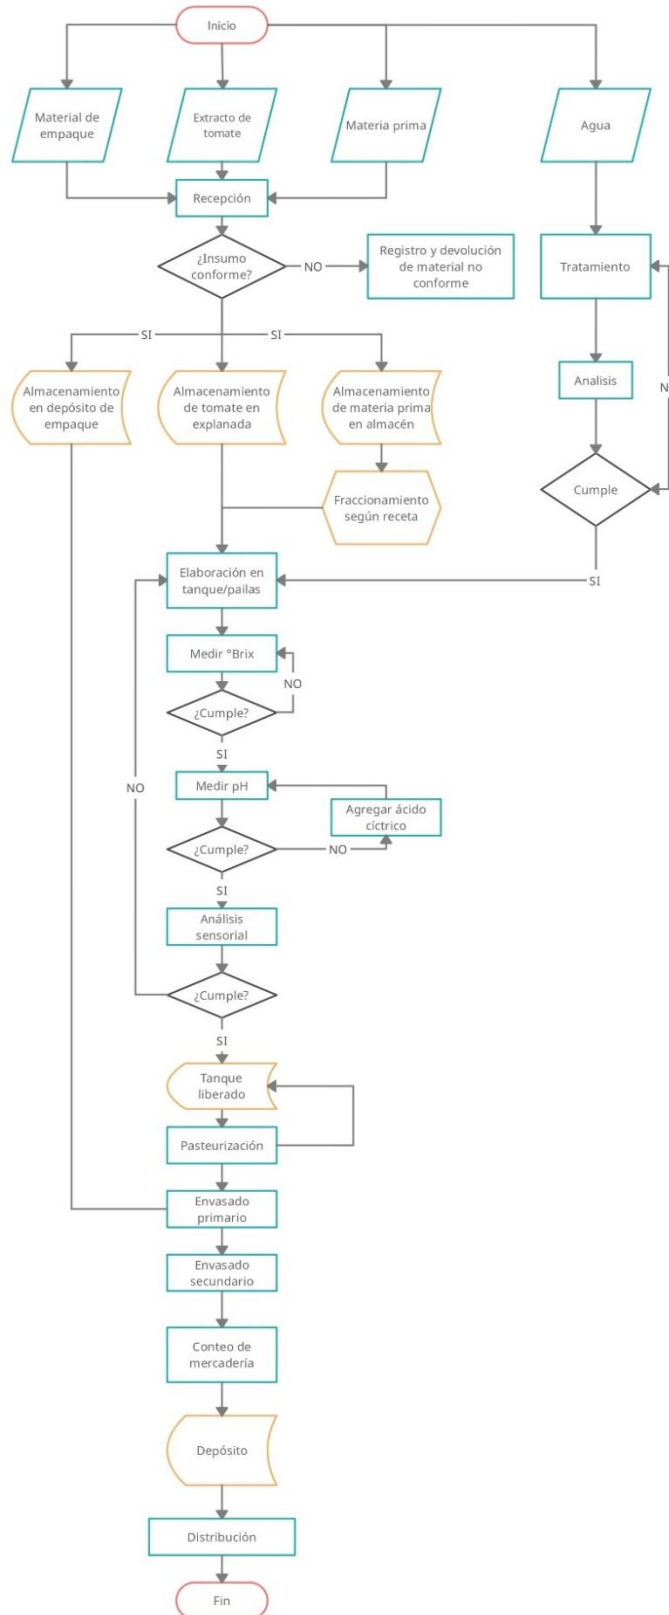 Inicio
Material de
empaque
Extracto de
tomate
Materia prima
Agua
Recepción
¿Insumo
conforme?
NO
Registro y devolución
de material no
conforme
Tratamiento
SI
SI
Analisis
Almacenamiento
en depósito de
empaque
Almacenamiento
de tomate en
explanada
Almacenamiento
de materia prima
en almacén
Cumple
Fraccionamiento
según receta
Elaboración en
tanque/pailas
SI
Medir °Brix
NO
¿Cumple?
SI
Medir pH
NO
Agregar ácido
cíctrico
¿Cumple?
NO
SI
Análisis
sensorial
¿Cumple?
SI
Tanque
liberado
Pasteurización
Envasado
primario
Envasado
secundario
Conteo de
mercadería
Depósito
Distribución
Fin